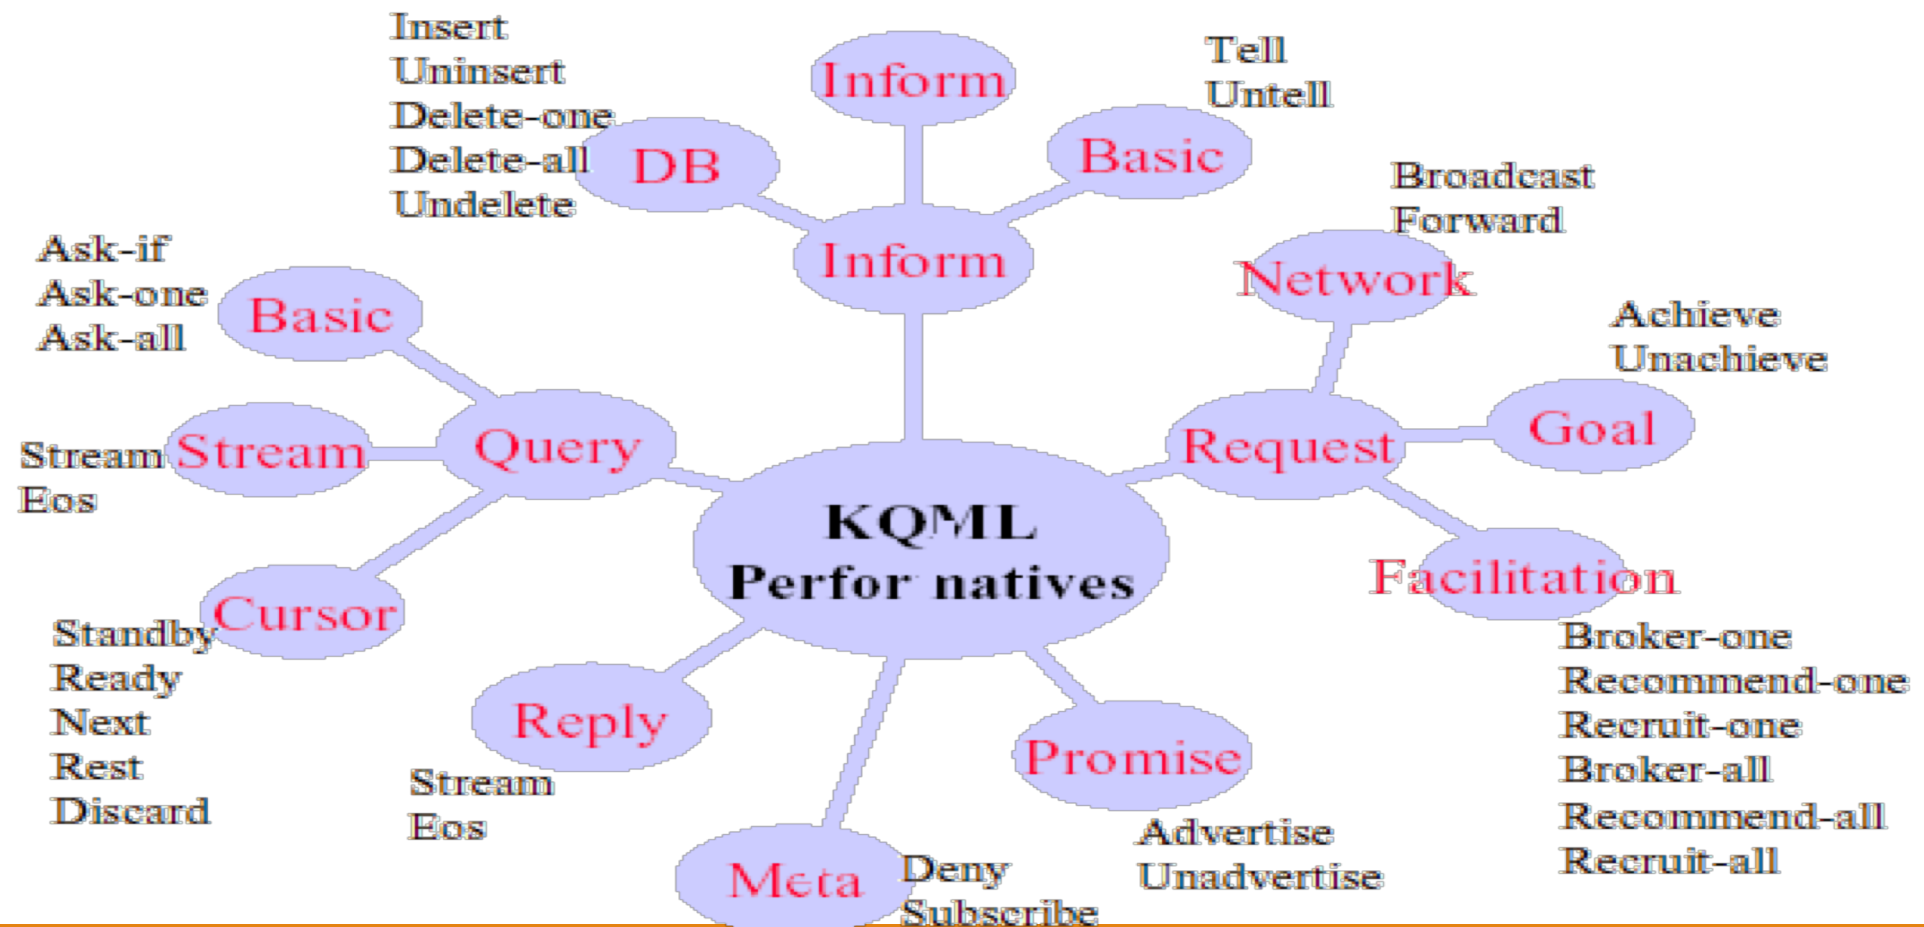 Insert
Uninsert
Delete-one
Delete-all
Undelete
DB
Inform
Tell
Untell
Basic
Inform
Broadcast
Forward
Network
Achieve
Unachieve
Goal
Request
Facilitation
Broker-one
Recommend-one
Recruit-one
Broker-all
Recommend-all
Recruit-all
Ask-if
Ask-one
Ask-all
Basic
Stream
Eos
Stream
Query
Cursor
Standby
Ready
Next
Rest
Discard
KQML
Perfor natives
Reply
Stream
Eos
Meta
Deny
Subscribe
Promise
Advertise
Unadvertise